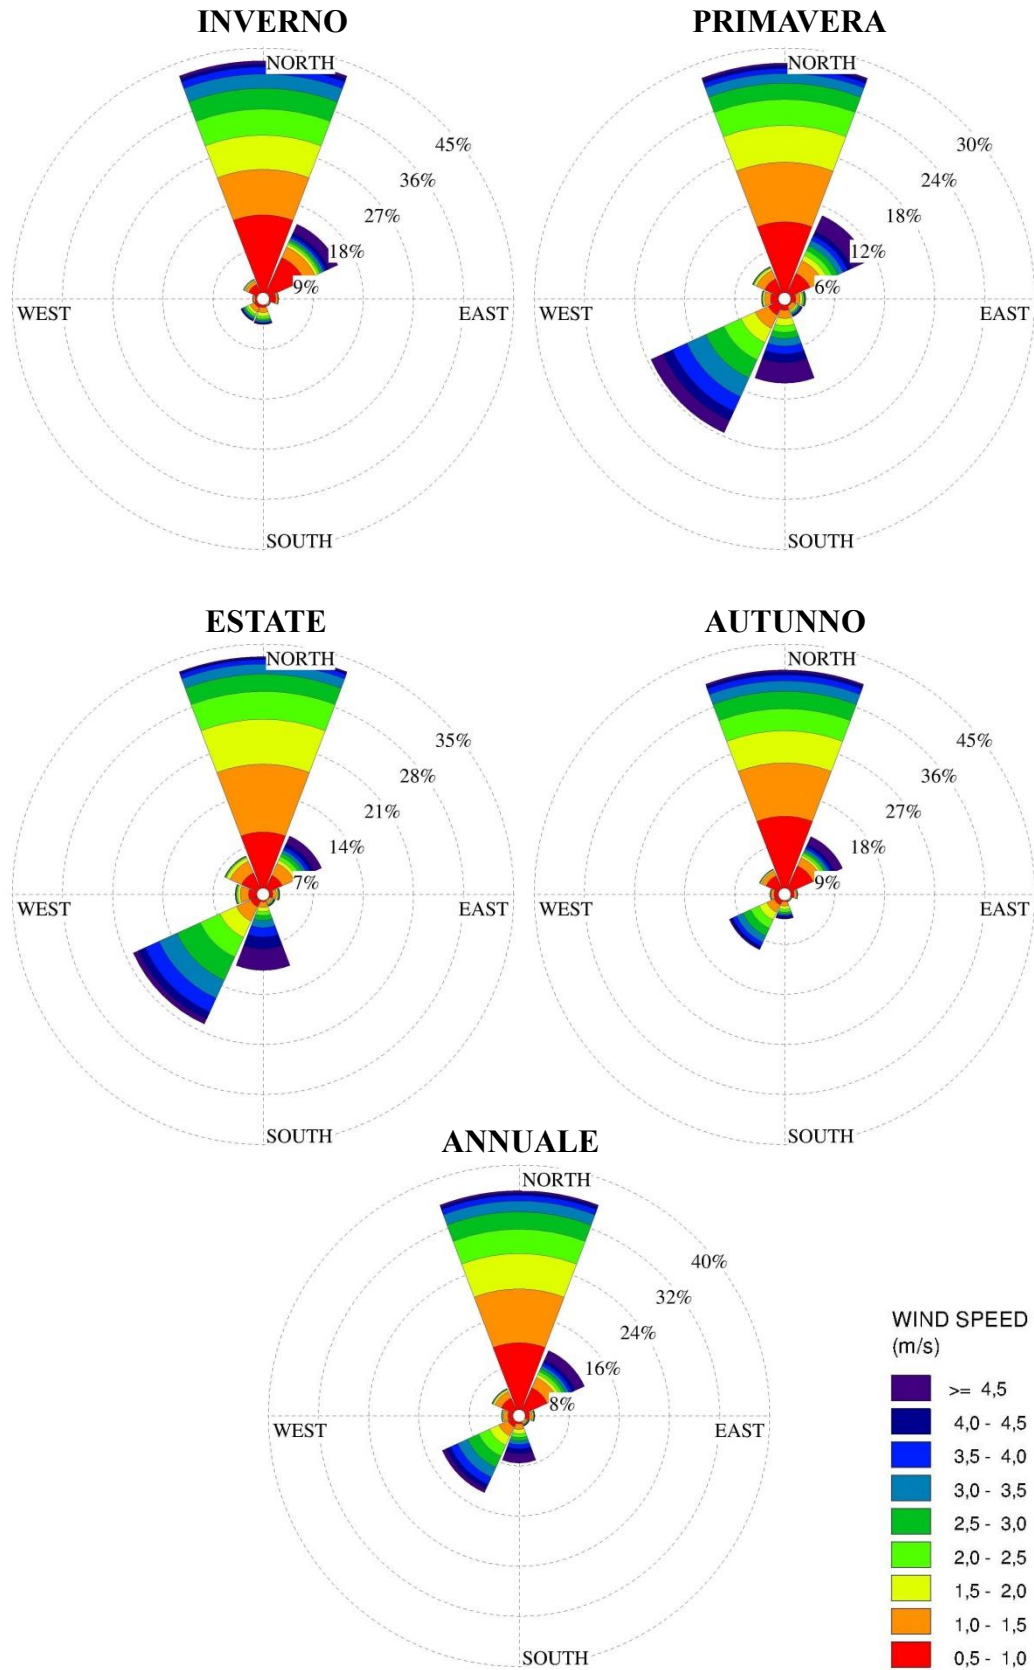 INVERNO
NORTH
45%
36%
27%
18%
9%
WEST
EAST
SOUTH
PRIMAVERA
NORTH
30%
24%
18%
12%
6%
WEST
EAST
SOUTH
ESTATE
NORTH
35%
28%
21%
14%
7%
WEST
EAST
SOUTH
AUTUNNO
NORTH
45%
36%
27%
18%
9%
WEST
EAST
SOUTH
ANNUALE
NORTH
40%
32%
24%
16%
8%
WEST
EAST
SOUTH
WIND SPEED
(m/s)
>= 4,5
4,0 - 4,5
3,5 - 4,0
3,0 - 3,5
2,5 - 3,0
2,0 - 2,5
1,5 - 2,0
1,0 - 1,5
0,5 - 1,0